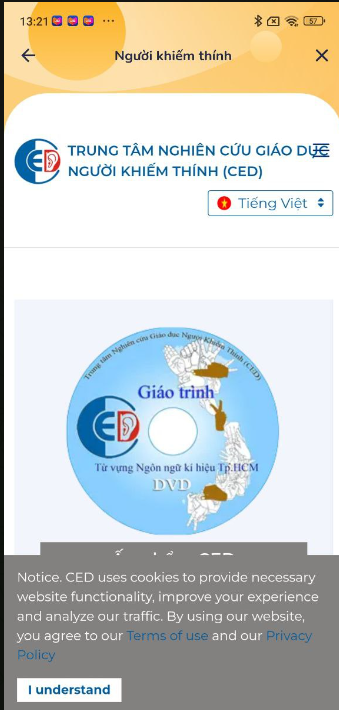 13:21
57
Người khiếm thính
CED
TRUNG TÂM NGHIÊN CỨU GIÁO DỤC
NGƯỜI KHIẾM THÍNH (CED)
Tiếng Việt
Trung tâm Nghiên cứu Giáo dục Người Khiếm Thính (CED)
Giáo trình
CED
Từ vựng Ngôn ngữ kí hiệu Tp.HCM
DVD
CED
Notice. CED uses cookies to provide necessary
website functionality, improve your experience
and analyze our traffic. By using our website,
you agree to our Terms of use and our Privacy
Policy
I understand